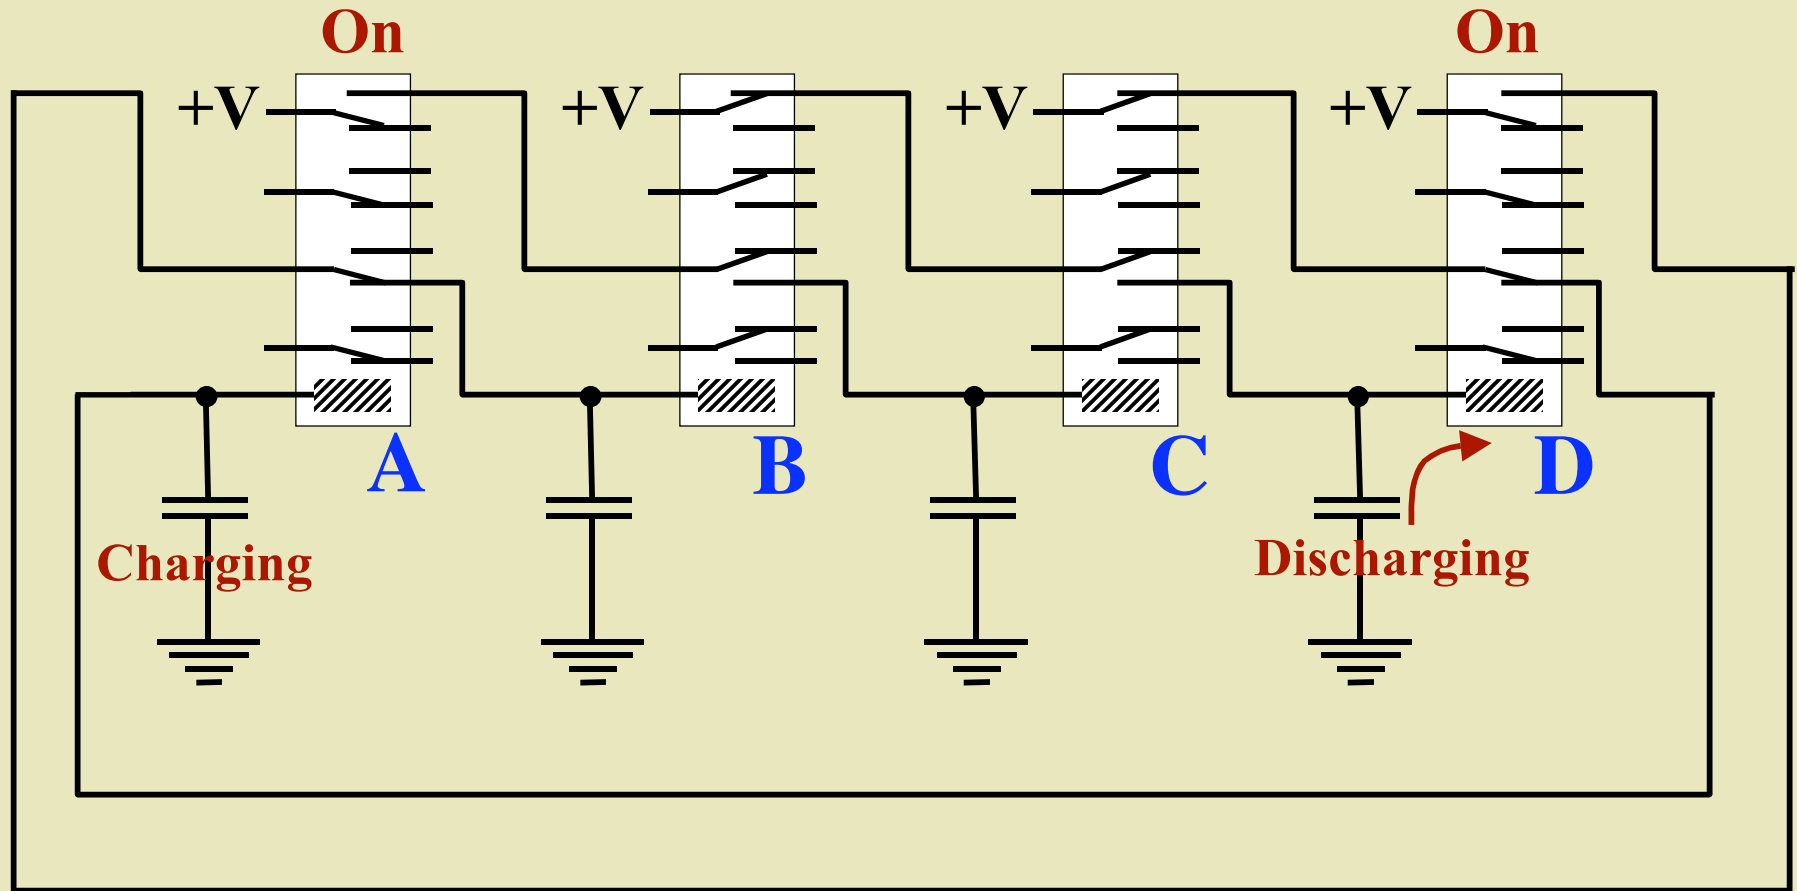 On
On
+V
+V
+V
+V
A
B
C
D
Charging
Discharging